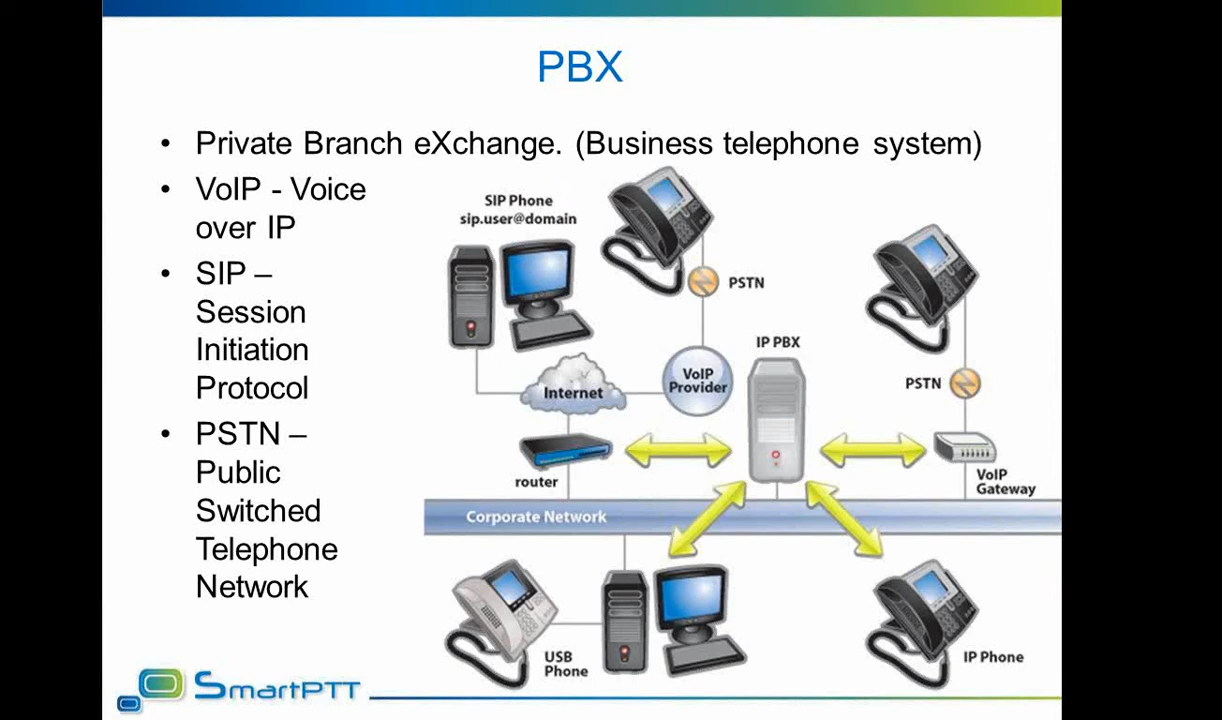 PBX
• Private Branch eXchange. (Business telephone system)
• VoIP - Voice
over IP
• SIP –
Session
Initiation
Protocol
• PSTN –
Public
Switched
Telephone
Network
SIP Phone
sip.user@domain
PSTN
IP PBX
VoIP
Provider
Internet
PSTN
router
VoIP
Gateway
Corporate Network
USB
Phone
IP Phone
SmartPTT